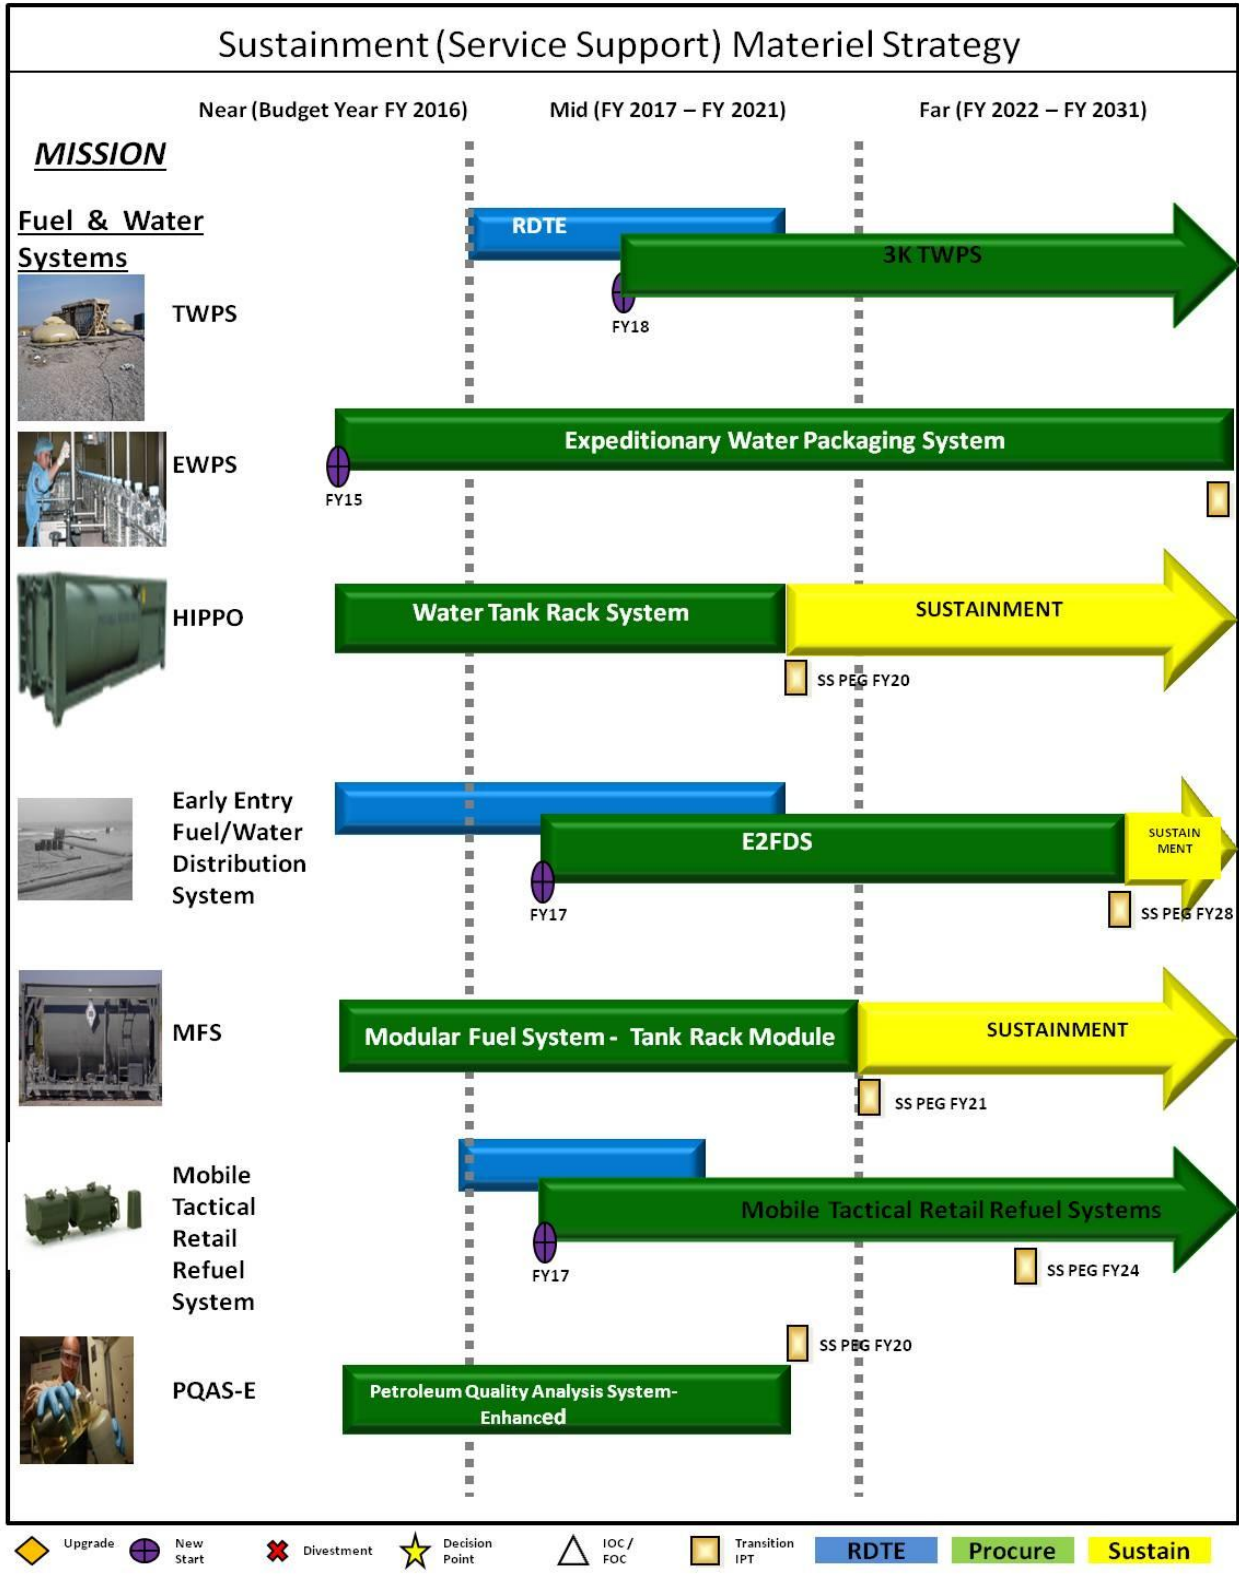 Sustainment (Service Support) Materiel Strategy
Near (Budget Year FY 2016)
Mid (FY 2017 – FY 2021)
Far (FY 2022 – FY 2031)
MISSION
Fuel & Water
Systems
RDTE
3K TWPS
TWPS
FY18
Expeditionary Water Packaging System
EWPS
FY15
Water Tank Rack System
SUSTAINMENT
HIPPO
SS PEG FY20
Early Entry
Fuel/Water
Distribution
System
E2FDS
SUSTAIN
MENT
FY17
SS PEG FY28
MFS
Modular Fuel System - Tank Rack Module
SUSTAINMENT
SS PEG FY21
Mobile
Tactical
Retail
Refuel
System
Mobile Tactical Retail Refuel Systems
FY17
SS PEG FY24
SS PEG FY20
PQAS-E
Petroleum Quality Analysis System-
Enhanced
Upgrade
New
Start
Divestment
Decision
Point
IOC /
FOC
Transition
IPT
RDTE
Procure
Sustain